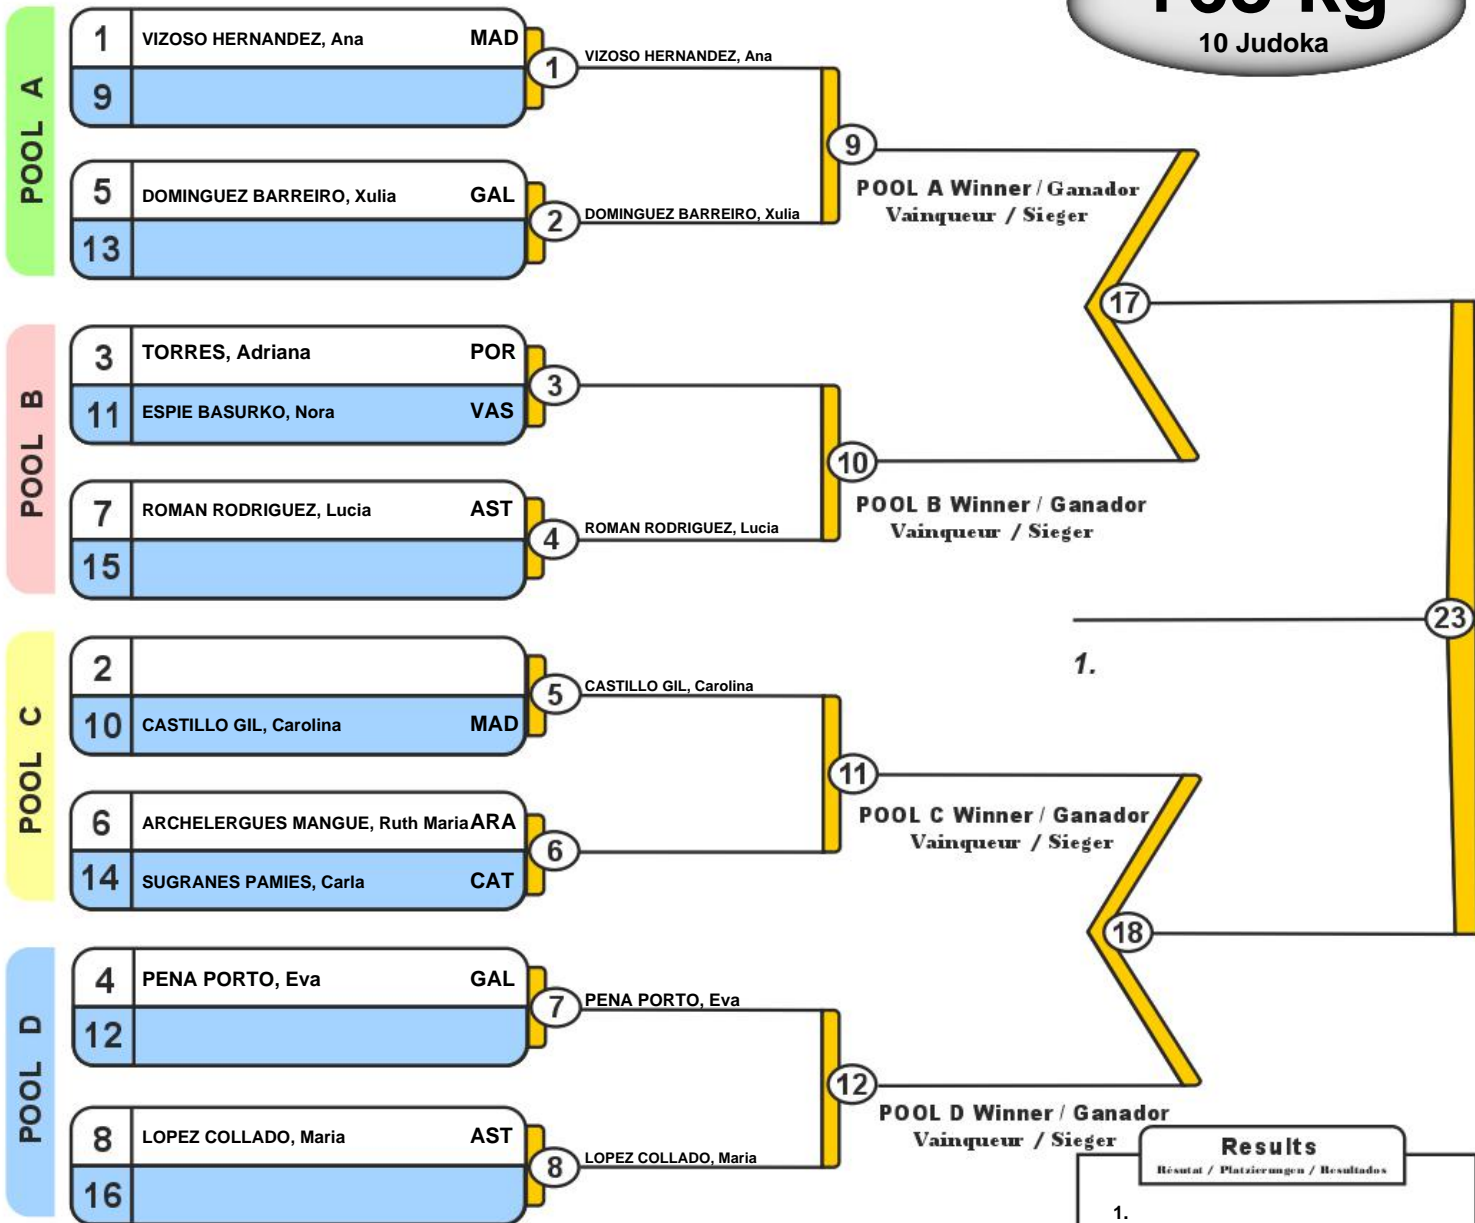 10 Judoka
POOL A
1 VIZOSO HERNANDEZ, Ana MAD
9
1
VIZOSO HERNANDEZ, Ana
5 DOMINGUEZ BARREIRO, Xulia GAL
13
2
DOMINGUEZ BARREIRO, Xulia
9
POOL A Winner / Ganador
Vainqueur / Sieger
POOL B
3 TORRES, Adriana POR
11 ESPIE BASURKO, Nora VAS
3
7 ROMAN RODRIGUEZ, Lucia AST
15
4
ROMAN RODRIGUEZ, Lucia
10
POOL B Winner / Ganador
Vainqueur / Sieger
17
POOL C
2
10 CASTILLO GIL, Carolina MAD
5
CASTILLO GIL, Carolina
6 ARCHELERGUES MANGUE, Ruth Maria ARA
14 SUGRANES PAMIES, Carla CAT
6
11
POOL C Winner / Ganador
Vainqueur / Sieger
POOL D
4 PENA PORTO, Eva GAL
12
7
PENA PORTO, Eva
8 LOPEZ COLLADO, Maria AST
16
8
LOPEZ COLLADO, Maria
12
POOL D Winner / Ganador
Vainqueur / Sieger
18
23
1.
Results
Résutat / Platzierungen / Resultados
1.